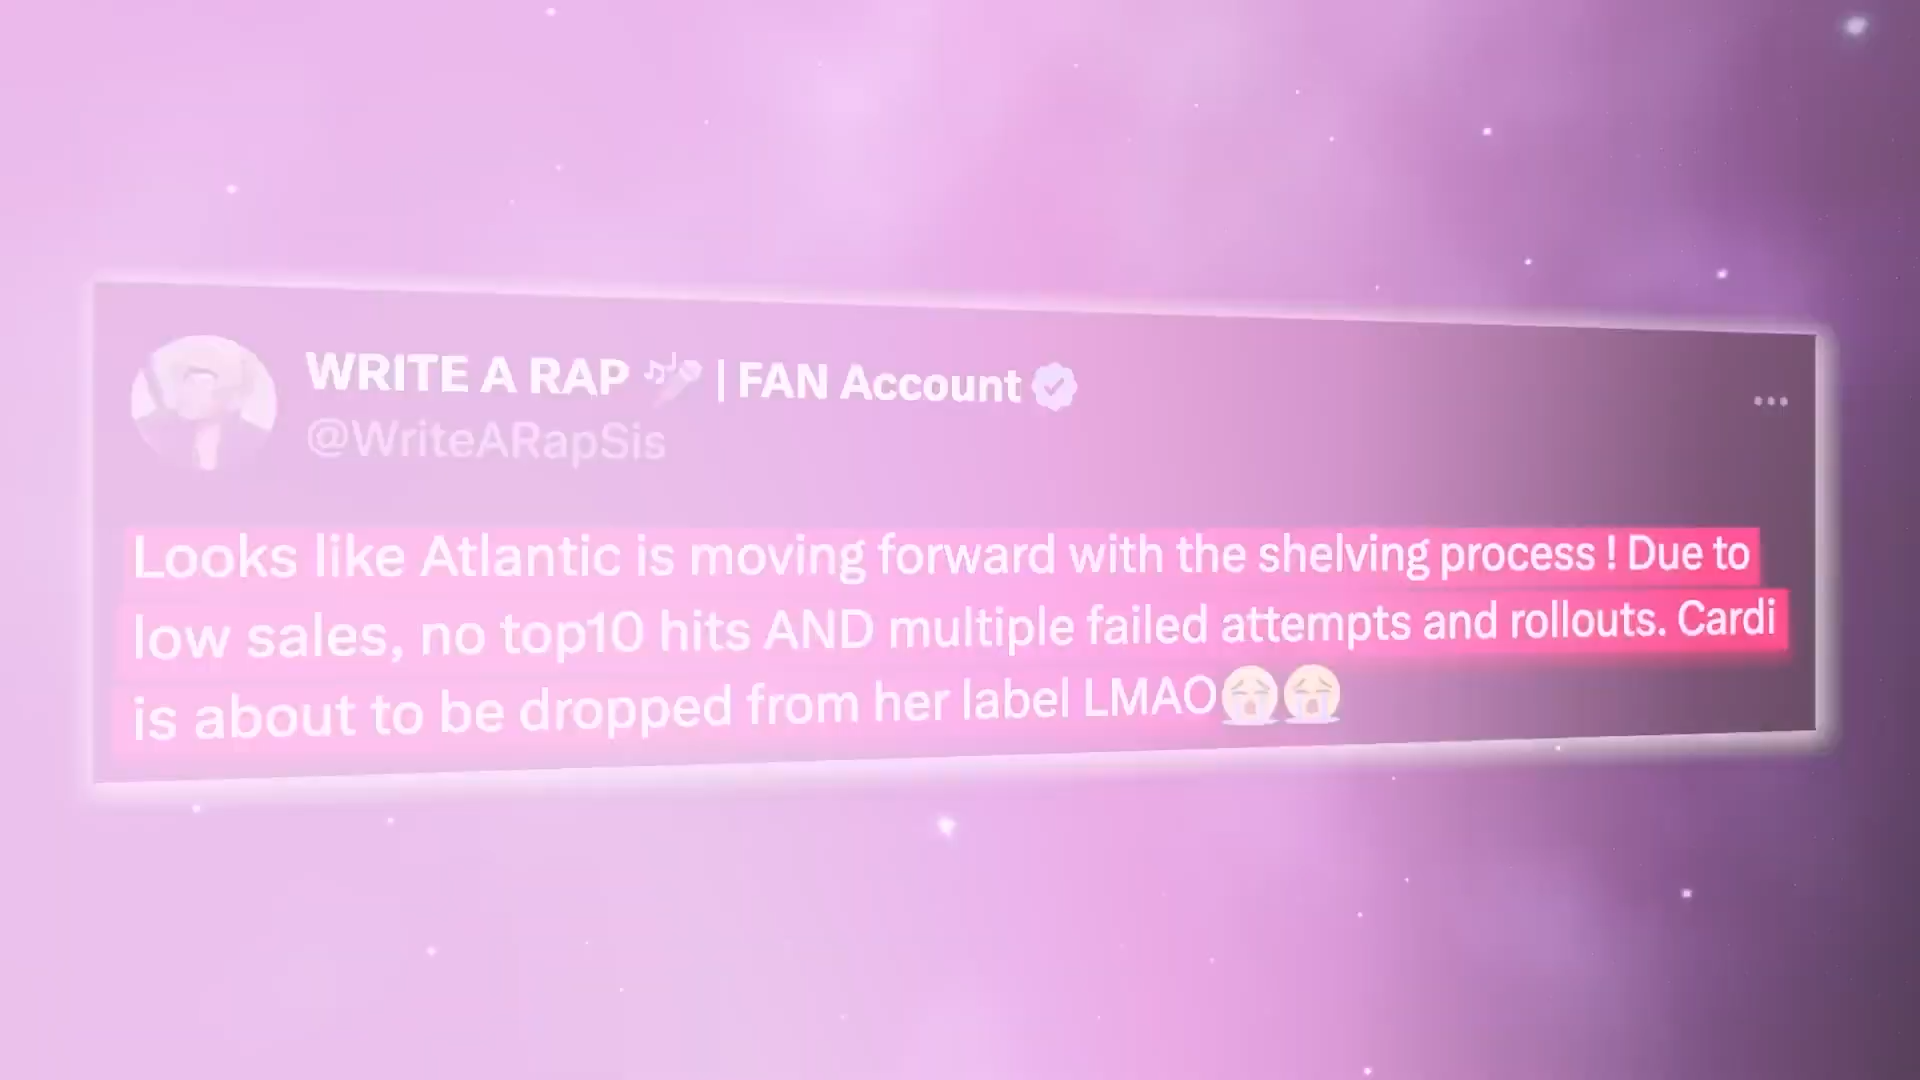 WRITE A RAP 🎶🎤 | FAN Account
@WriteARapSis
Looks like Atlantic is moving forward with the shelving process ! Due to
low sales, no top10 hits AND multiple failed attempts and rollouts. Cardi
is about to be dropped from her label LMAO😭😭